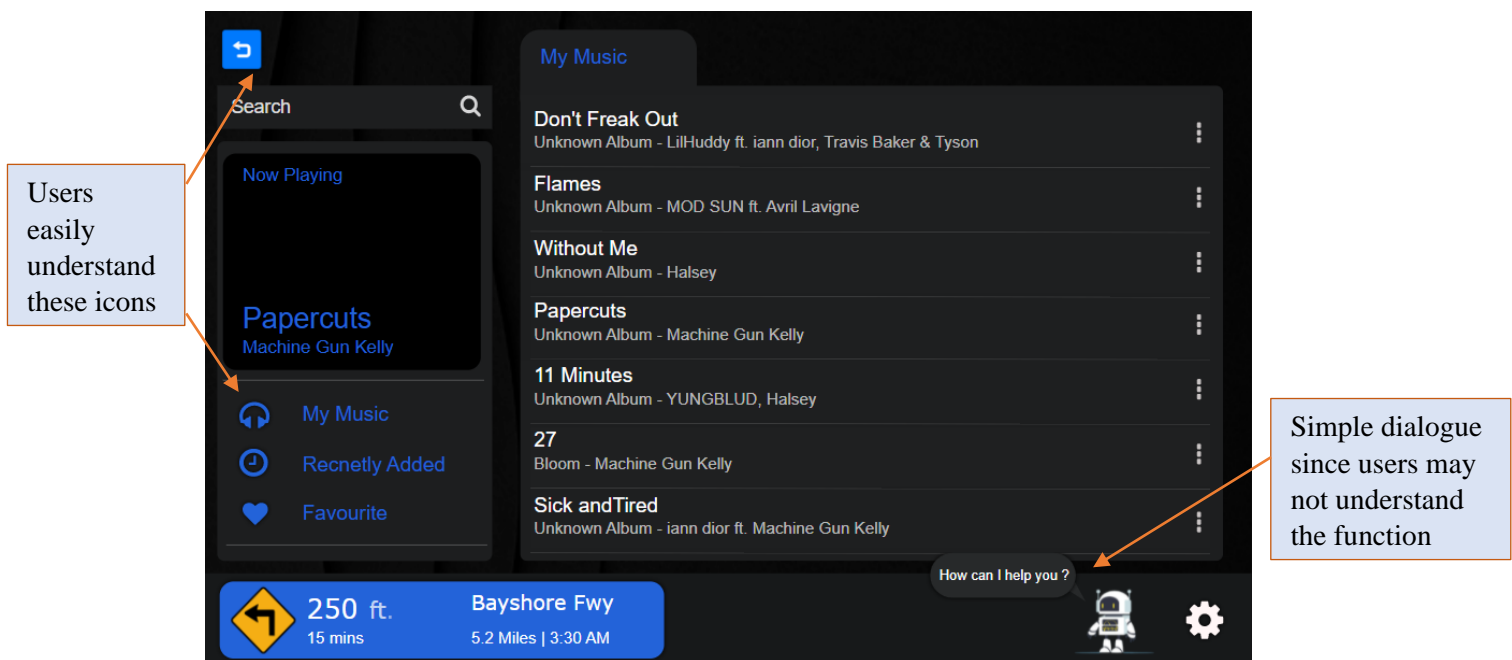 My Music
Search
Now Playing
Papercuts
Machine Gun Kelly
My Music
Recnetly Added
Favourite
Don't Freak Out
Unknown Album - LilHuddy ft. iann dior, Travis Baker & Tyson
Flames
Unknown Album - MOD SUN ft. Avril Lavigne
Without Me
Unknown Album - Halsey
Papercuts
Unknown Album - Machine Gun Kelly
11 Minutes
Unknown Album - YUNGBLUD, Halsey
27
Bloom - Machine Gun Kelly
Sick andTired
Unknown Album - iann dior ft. Machine Gun Kelly
How can I help you ?
250 ft.
15 mins
Bayshore Fwy
5.2 Miles | 3:30 AM
Users
easily
understand
these icons
Simple dialogue
since users may
not understand
the function